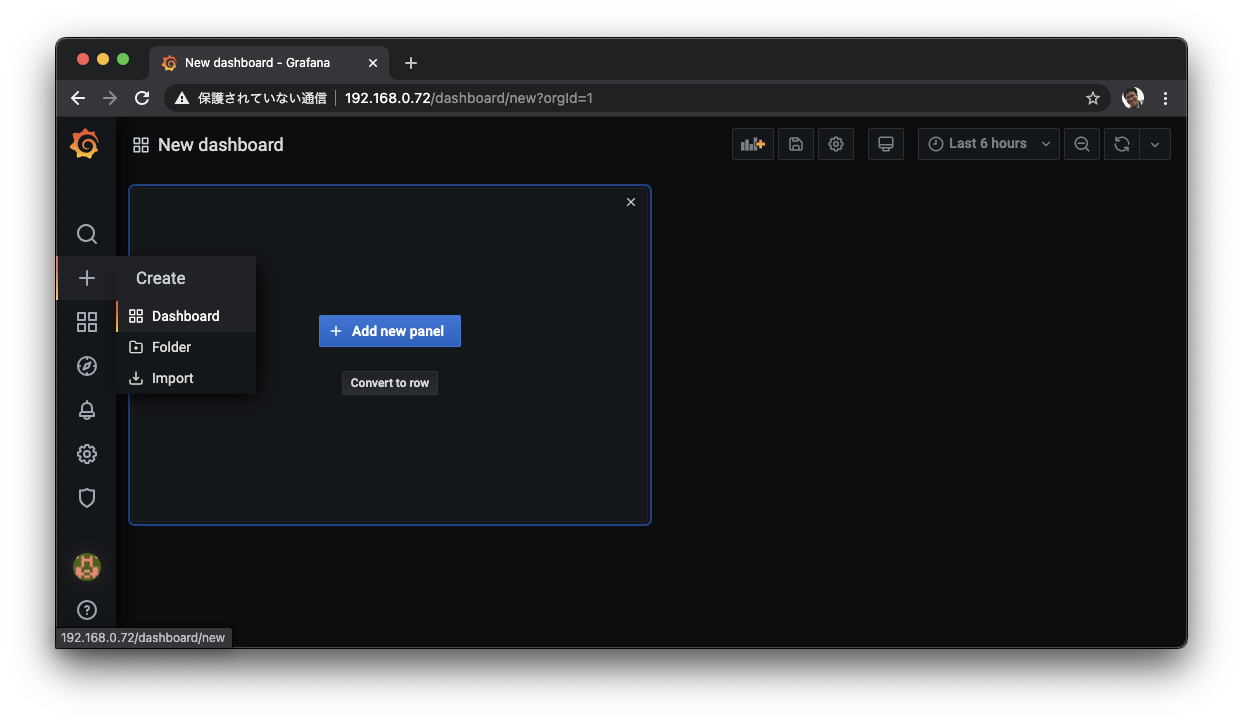 New dashboard - Grafana
保護されていない通信 192.168.0.72/dashboard/new?orgId=1
New dashboard
Last 6 hours
Create
Dashboard
Folder
Import
Add new panel
Convert to row
192.168.0.72/dashboard/new